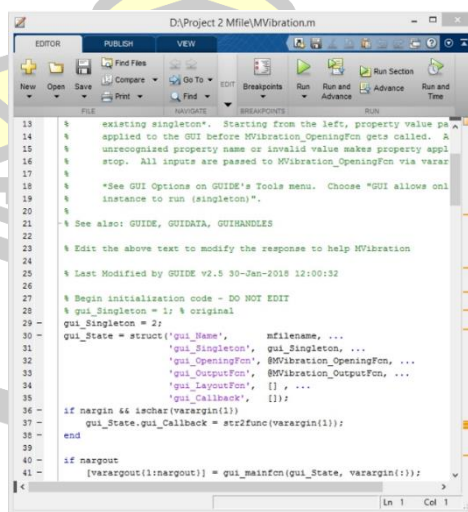 D:\Project 2 Mfile\MVibration.m
EDITOR PUBLISH VIEW
New Open Save Find Files Compare Print Go To Find EDIT Breakpoints Run Run and Advance Run Section Advance Run and Time
FILE NAVIGATE BREAKPOINTS RUN
13 % existing singleton*. Starting from the left, property value pa
14 % applied to the GUI before MVibration_OpeningFcn gets called. A
15 % unrecognized property name or invalid value makes property appl
16 % stop. All inputs are passed to MVibration_OpeningFcn via varar
17 %
18 % *See GUI Options on GUIDE's Tools menu. Choose "GUI allows onl
19 % instance to run (singleton)".
20 %
21 % See also: GUIDE, GUIDATA, GUIHANDLES
22
23 % Edit the above text to modify the response to help MVibration
24
25 % Last Modified by GUIDE v2.5 30-Jan-2018 12:00:32
26
27 % Begin initialization code - DO NOT EDIT
28 % gui_Singleton = 1; % original
29 - gui_Singleton = 2;
30 - gui_State = struct('gui_Name', mfilename, ...
31 'gui_Singleton', gui_Singleton, ...
32 'gui_OpeningFcn', @MVibration_OpeningFcn, ...
33 'gui_OutputFcn', @MVibration_OutputFcn, ...
34 'gui_LayoutFcn', [] , ...
35 'gui_Callback', []);
36 - if nargin && ischar(varargin{1})
37 - gui_State.gui_Callback = str2func(varargin{1});
38 - end
39
40 - if nargout
41 - [varargout{1:nargout}] = gui_mainfcn(gui_State, varargin{:});
Ln 1 Col 1